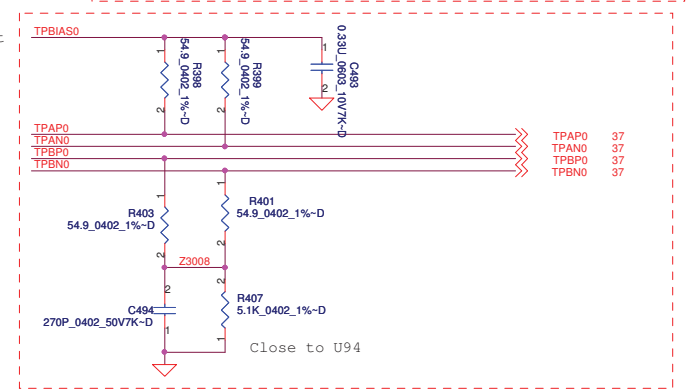 t
TPBIAS0
1
R398
54.9_0402_1%~D
2
1
R399
54.9_0402_1%~D
2
1
C493
0.33U_0603_10V7K~D
2
TPAP0
TPAN0
TPBP0
TPBN0
TPAP0 37
TPAN0 37
TPBP0 37
TPBN0 37
1
R403
54.9_0402_1%~D
2
1
R401
54.9_0402_1%~D
2
Z3008
2
C494
270P_0402_50V7K~D
1
2
R407
5.1K_0402_1%~D
1
Close to U94